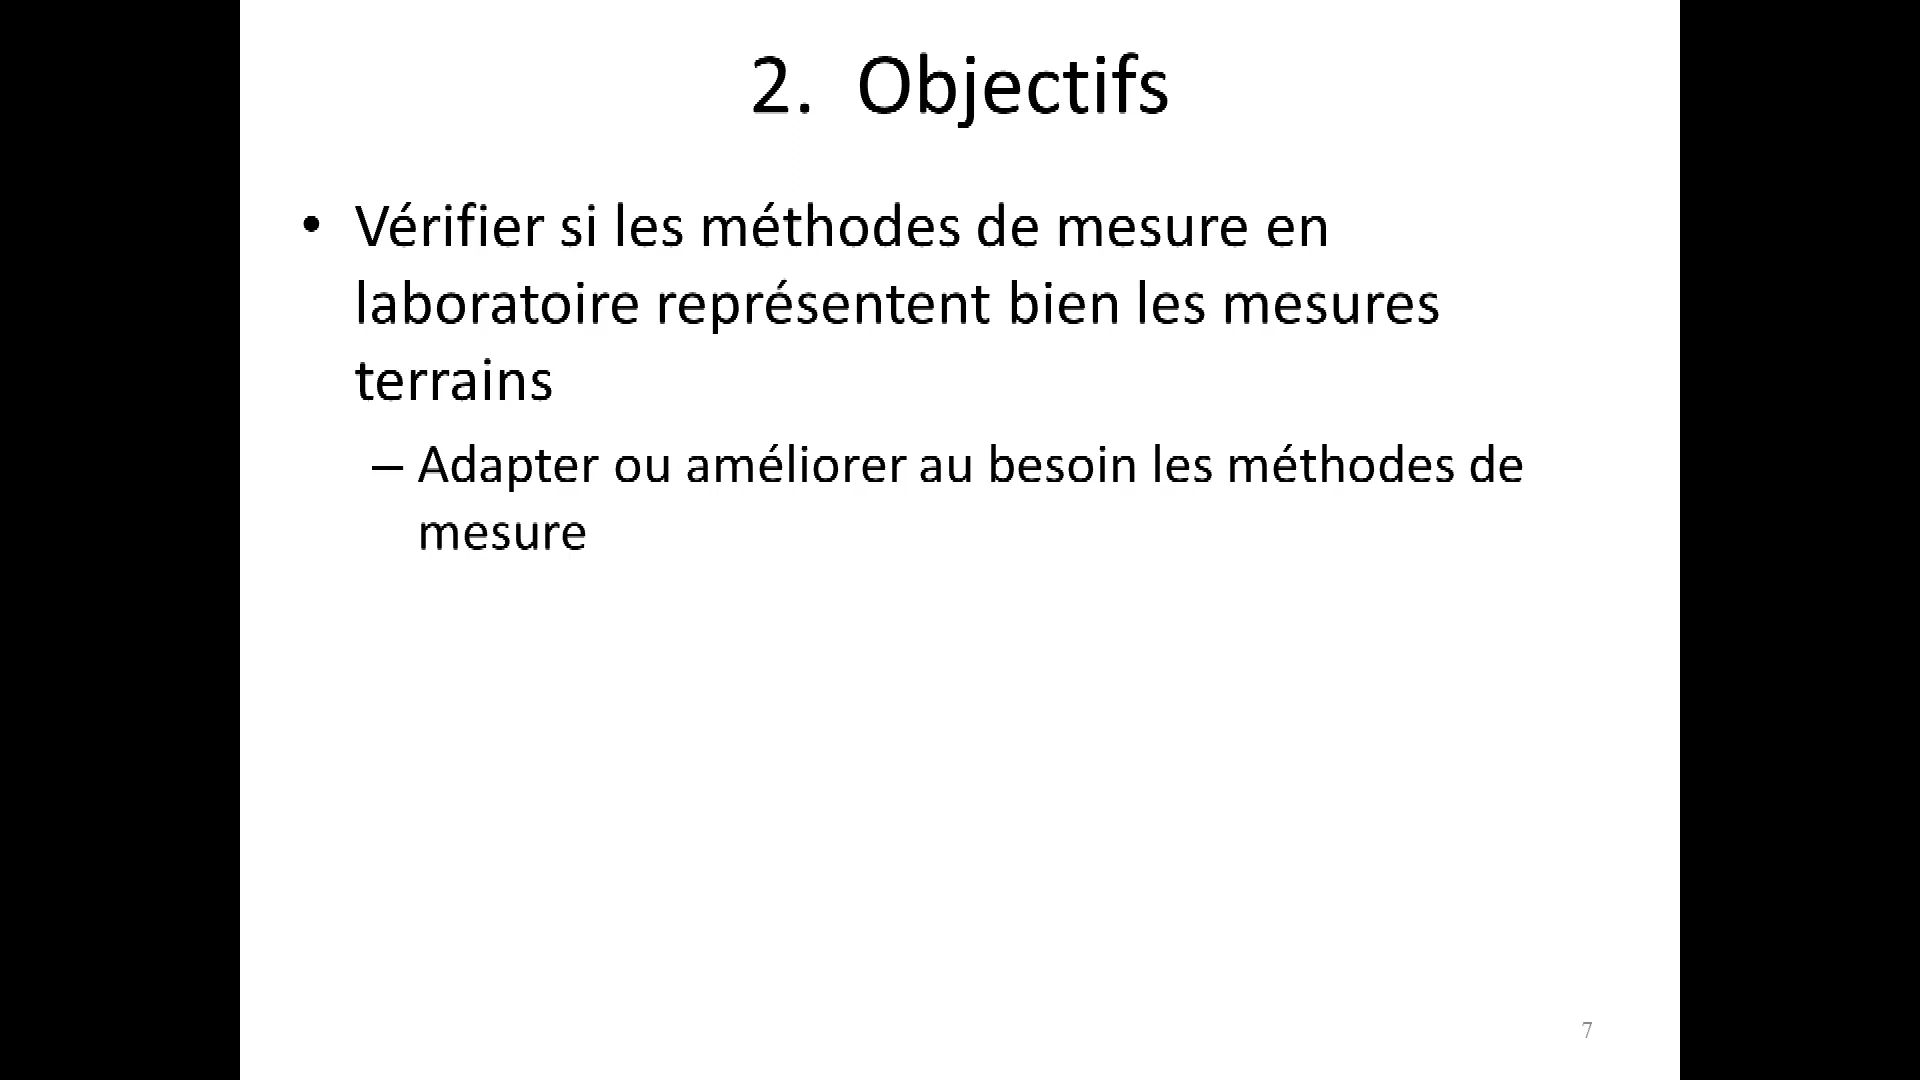 2. Objectifs
• Vérifier si les méthodes de mesure en
laboratoire représentent bien les mesures
terrains
– Adapter ou améliorer au besoin les méthodes de
mesure
7